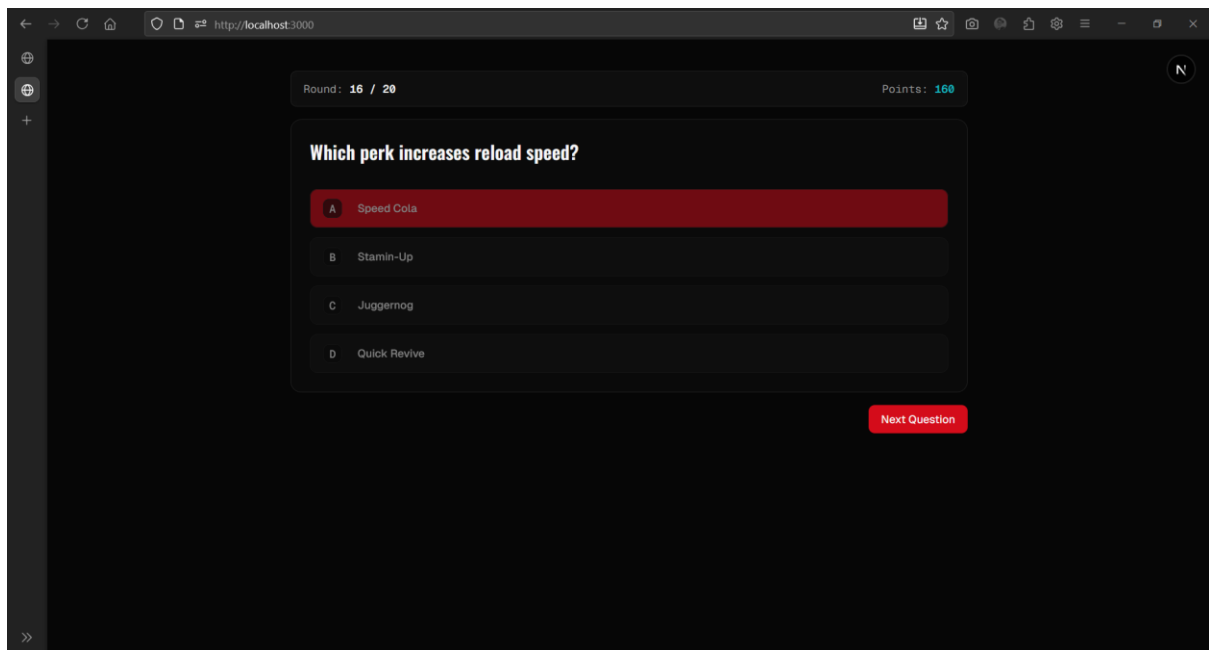 http://localhost:3000
N
Round: 16 / 20
Points: 160
Which perk increases reload speed?
A Speed Cola
B Stamin-Up
C Juggernog
D Quick Revive
Next Question